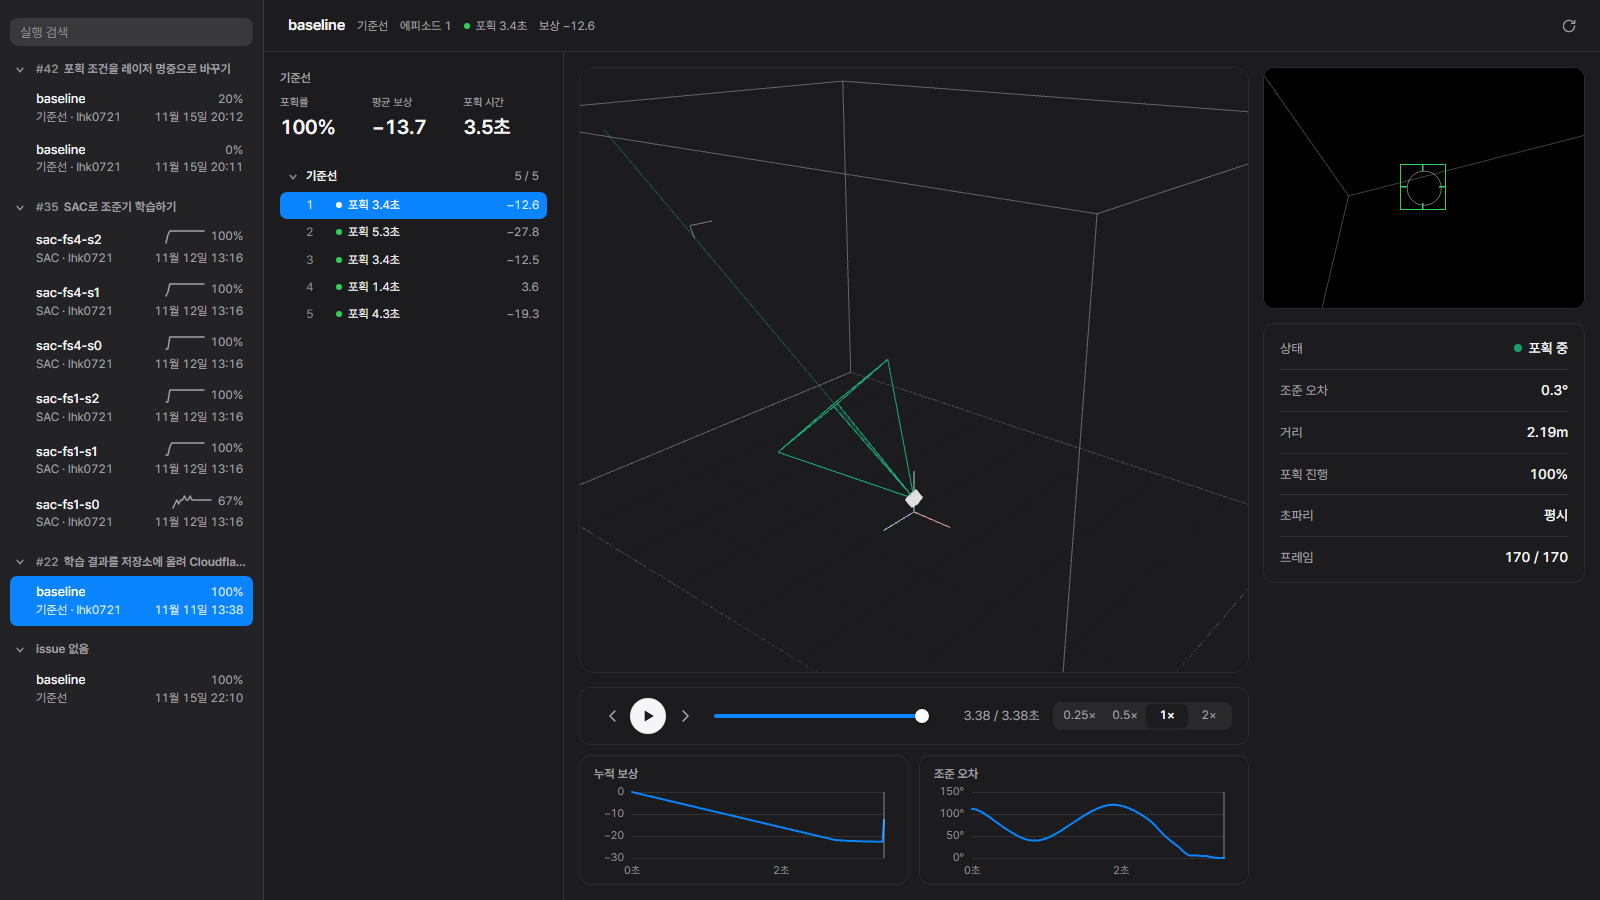 실행 검색
#42 포획 조건을 레이저 명중으로 바꾸기
baseline 20%
기준선 · lhk0721 11월 15일 20:12
baseline 0%
기준선 · lhk0721 11월 15일 20:11
#35 SAC로 조준기 학습하기
sac-fs4-s2 100%
SAC · lhk0721 11월 12일 13:16
sac-fs4-s1 100%
SAC · lhk0721 11월 12일 13:16
sac-fs4-s0 100%
SAC · lhk0721 11월 12일 13:16
sac-fs1-s2 100%
SAC · lhk0721 11월 12일 13:16
sac-fs1-s1 100%
SAC · lhk0721 11월 12일 13:16
sac-fs1-s0 67%
SAC · lhk0721 11월 12일 13:16
#22 학습 결과를 저장소에 올려 Cloudfla...
baseline 100%
기준선 · lhk0721 11월 11일 13:38
issue 없음
baseline 100%
기준선 11월 15일 22:10
baseline 기준선 에피소드 1 포획 3.4초 보상 −12.6
기준선
포획률 평균 보상 포획 시간
100% −13.7 3.5초
기준선 5 / 5
1 포획 3.4초 −12.6
2 포획 5.3초 −27.8
3 포획 3.4초 −12.5
4 포획 1.4초 3.6
5 포획 4.3초 −19.3
3.38 / 3.38초 0.25× 0.5× 1× 2×
누적 보상
0
−10
−20
−30
0초 2초
조준 오차
150°
100°
50°
0°
0초 2초
상태 포획 중
조준 오차 0.3°
거리 2.19m
포획 진행 100%
초파리 평시
프레임 170 / 170